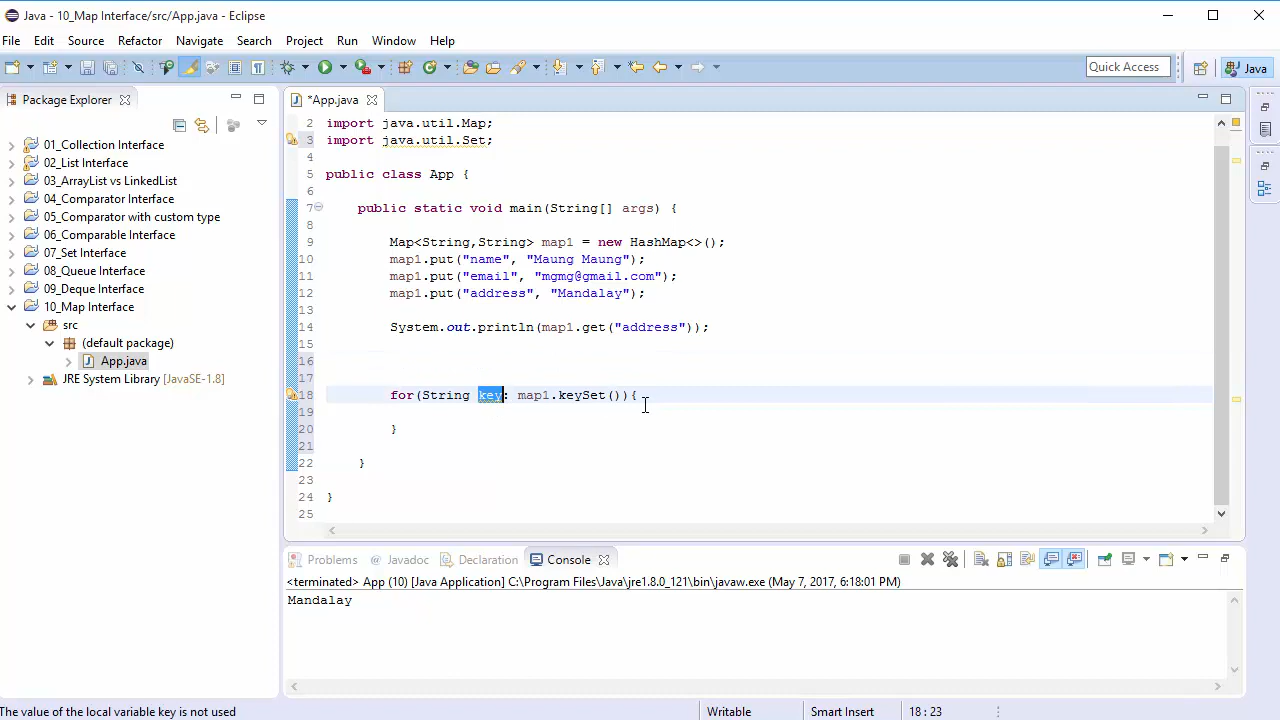 Java - 10_Map Interface/src/App.java - Eclipse
File Edit Source Refactor Navigate Search Project Run Window Help
Quick Access
Java
Package Explorer
*App.java
01_Collection Interface
02_List Interface
03_ArrayList vs LinkedList
04_Comparator Interface
05_Comparator with custom type
06_Comparable Interface
07_Set Interface
08_Queue Interface
09_Deque Interface
10_Map Interface
src
(default package)
App.java
JRE System Library [JavaSE-1.8]
2 import java.util.Map;
3 import java.util.Set;
4
5 public class App {
6
7 public static void main(String[] args) {
8
9 Map<String,String> map1 = new HashMap<>();
10 map1.put("name", "Maung Maung");
11 map1.put("email", "mgmg@gmail.com");
12 map1.put("address", "Mandalay");
13
14 System.out.println(map1.get("address"));
15
16
17
18 for(String key: map1.keySet()){
19
20 }
21
22 }
23
24 }
25
Problems Javadoc Declaration Console
<terminated> App (10) [Java Application] C:\Program Files\Java\jre1.8.0_121\bin\javaw.exe (May 7, 2017, 6:18:01 PM)
Mandalay
The value of the local variable key is not used
Writable
Smart Insert
18 : 23